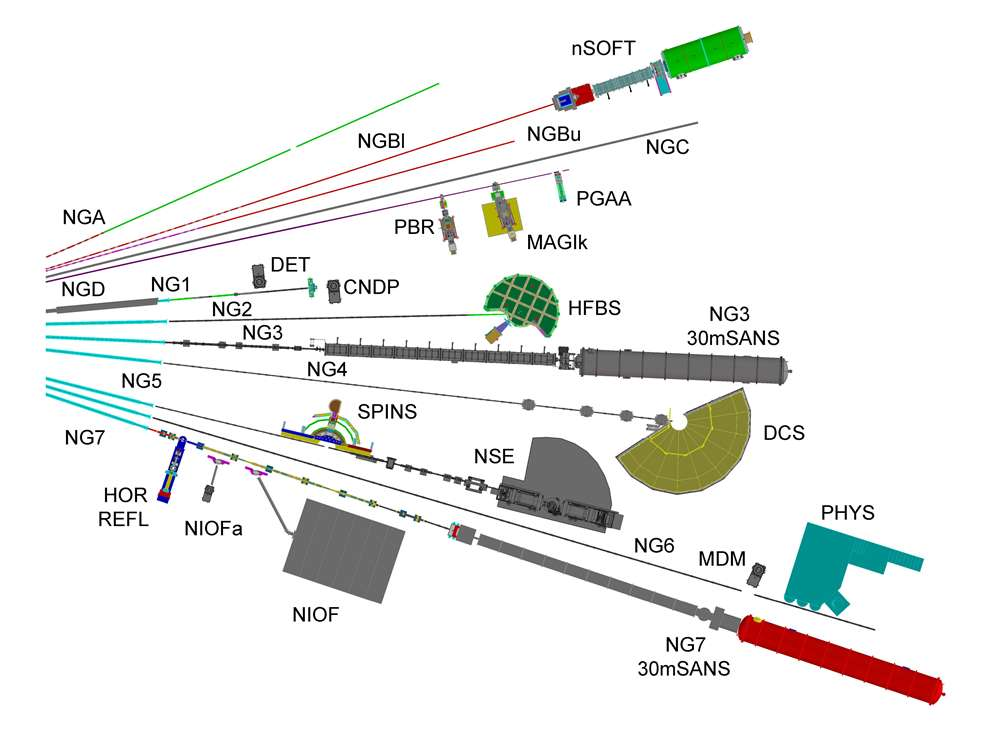 nSOFT
NGBl
NGBu
NGC
NGA
PGAA
PBR
MAGIk
DET
NGD
NG1
CNDP
NG2
HFBS
NG3
NG3
30mSANS
NG4
NG5
SPINS
DCS
NG7
NSE
HOR
REFL
NIOFa
PHYS
NG6
MDM
NIOF
NG7
30mSANS